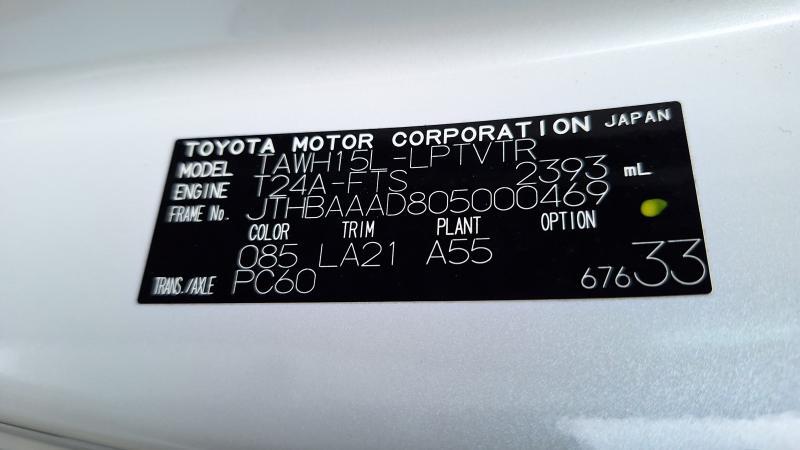 TOYOTA MOTOR CORPORATION JAPAN
MODEL TAWH15L-LPTVTR
ENGINE T24A-FTS 2393 mL
FRAME No. JTHBAAAD805000469
COLOR TRIM PLANT OPTION
085 LA21 A55
TRANS./AXLE PC60 67633